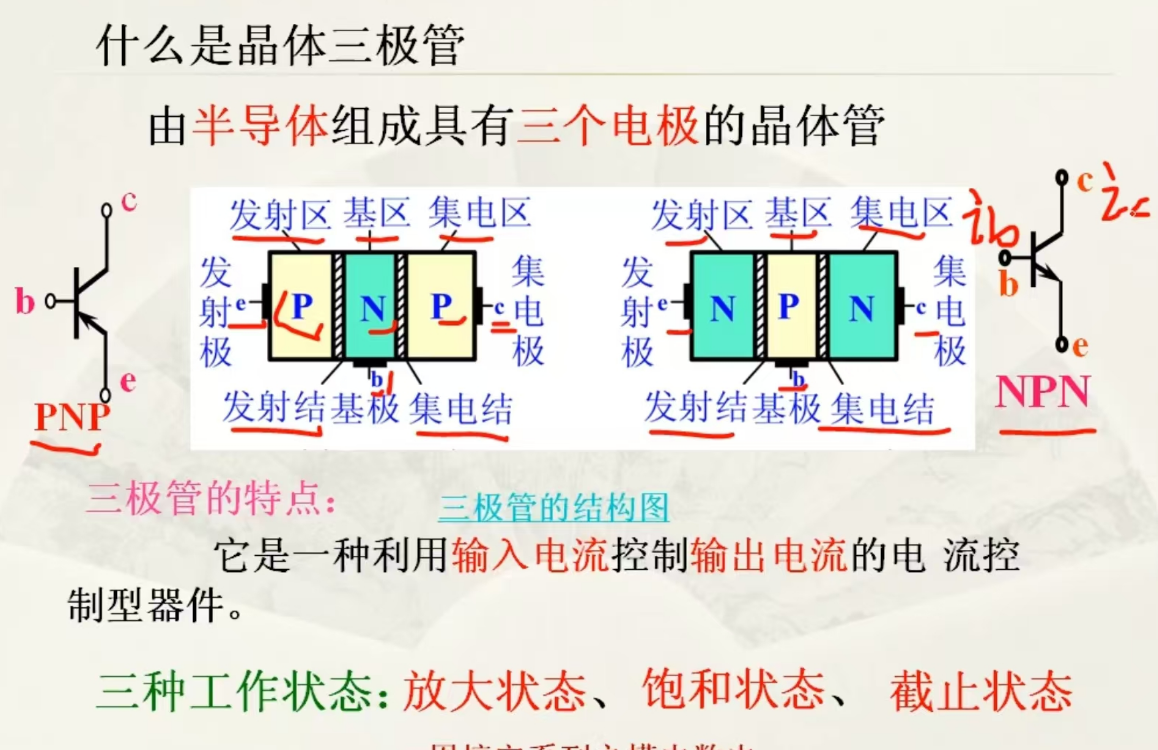 什么是晶体三极管
由半导体组成具有三个电极的晶体管
发射区 基区 集电区
发射极 e P N P c 集电极
b
发射结 基极 集电结
c
b
e
PNP
发射区 基区 集电区
发射极 e N P N c 集电极
b
发射结 基极 集电结
c ic
ib
b
e
NPN
三极管的特点：
三极管的结构图
它是一种利用输入电流控制输出电流的电 流控
制型器件。
三种工作状态：放大状态、 饱和状态、 截止状态